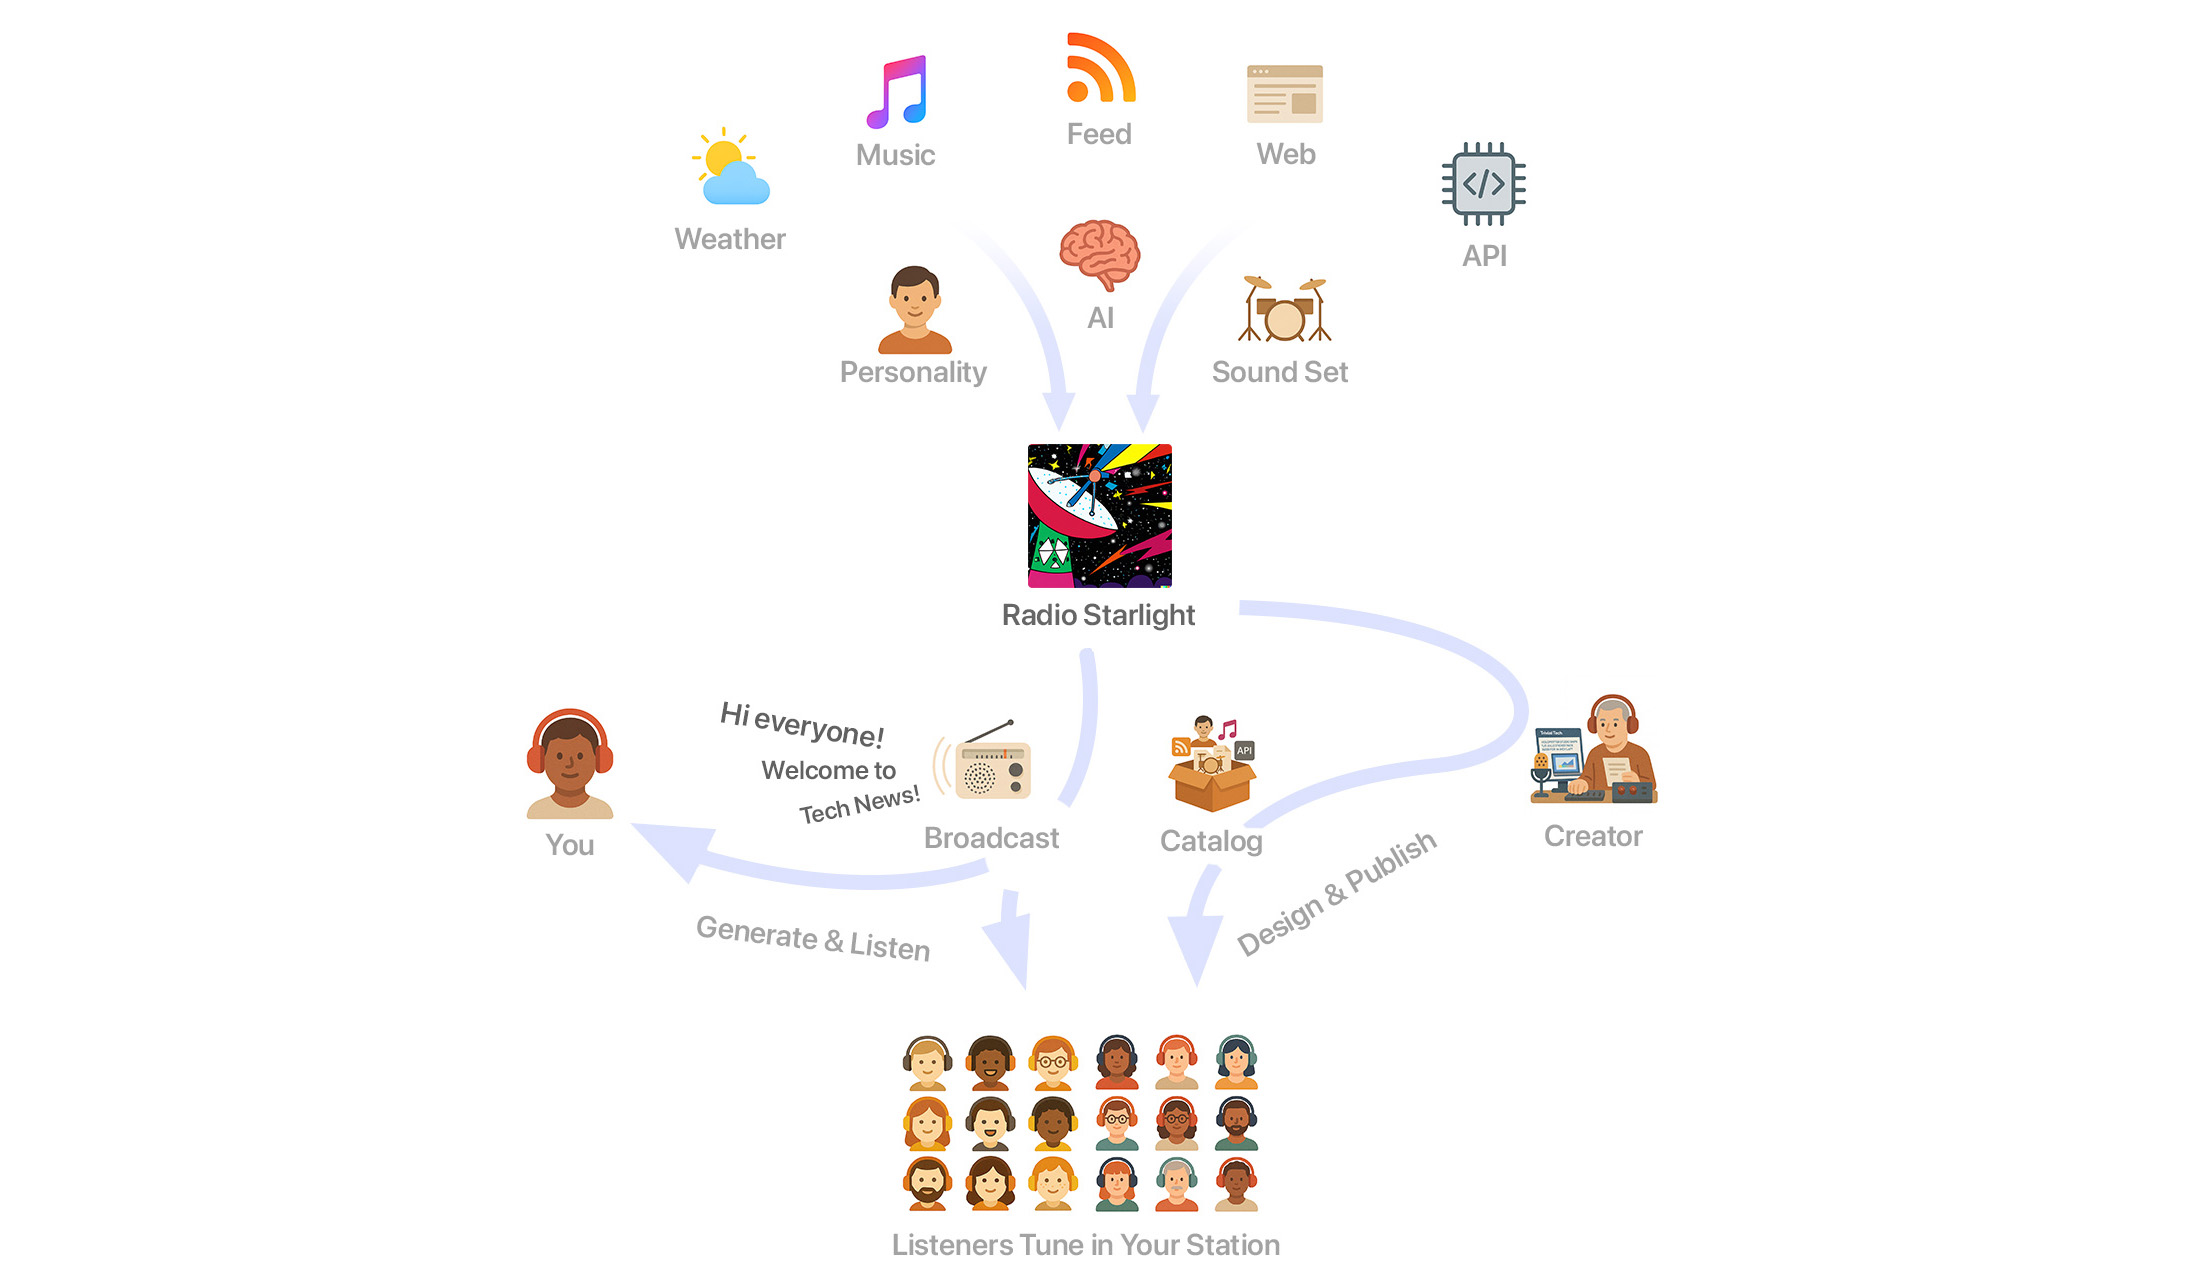 Feed
Music
Web
Weather
API
AI
Personality
Sound Set
Radio Starlight
Hi everyone!
Welcome to
Tech News!
API
You
Broadcast
Catalog
Creator
Generate & Listen
Design & Publish
Listeners Tune in Your Station